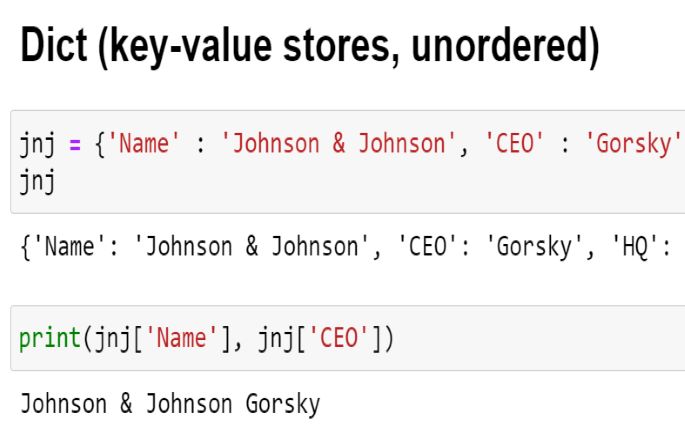 Dict (key-value stores, unordered)
jnj = {'Name' : 'Johnson & Johnson', 'CEO' : 'Gorsky'
jnj
{'Name': 'Johnson & Johnson', 'CEO': 'Gorsky', 'HQ':
print(jnj['Name'], jnj['CEO'])
Johnson & Johnson Gorsky